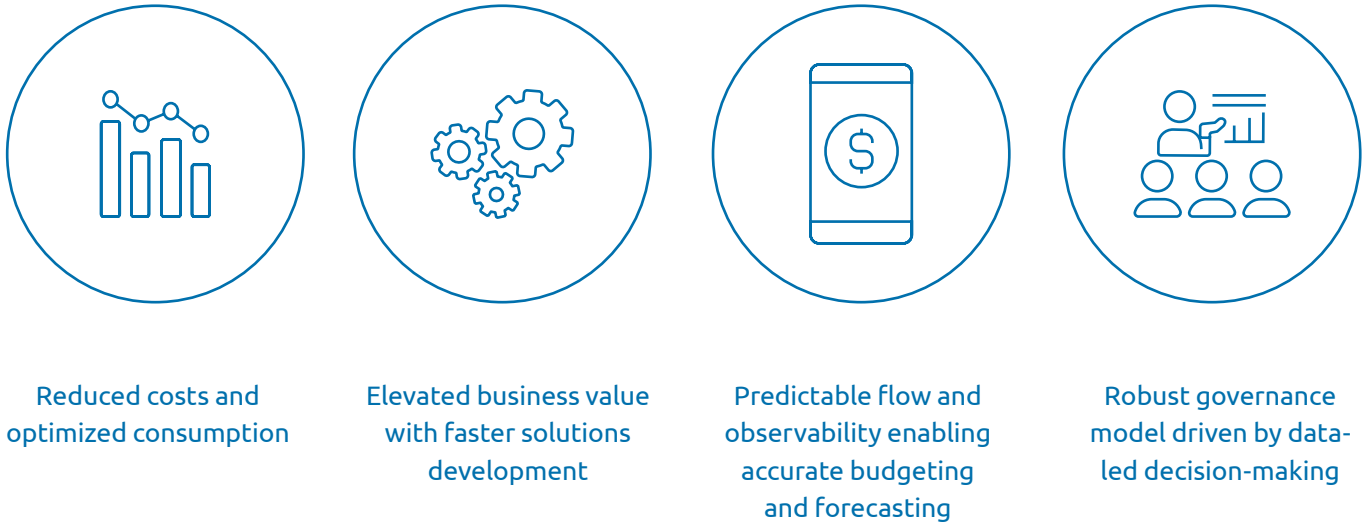 $
Reduced costs and
optimized consumption
Elevated business value
with faster solutions
development
Predictable flow and
observability enabling
accurate budgeting
and forecasting
Robust governance
model driven by data-
led decision-making